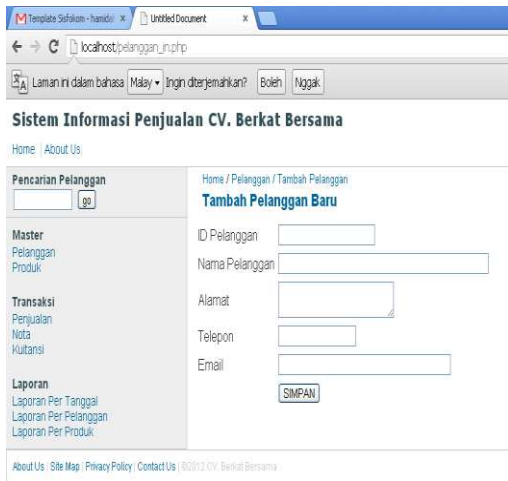 Template Sisfokom - hamidal
Untitled Document
localhost/pelanggan_in.php
Laman ini dalam bahasa Malay Ingin diterjemahkan? Boleh Nggak
Sistem Informasi Penjualan CV. Berkat Bersama
Home | About Us
Pencarian Pelanggan
go
Master
Pelanggan
Produk
Transaksi
Penjualan
Nota
Kuitansi
Laporan
Laporan Per Tanggal
Laporan Per Pelanggan
Laporan Per Produk
Home / Pelanggan / Tambah Pelanggan
Tambah Pelanggan Baru
ID Pelanggan
Nama Pelanggan
Alamat
Telepon
Email
SIMPAN
About Us | Site Map | Privacy Policy | Contact Us | ©2012 CV. Berkat Bersama